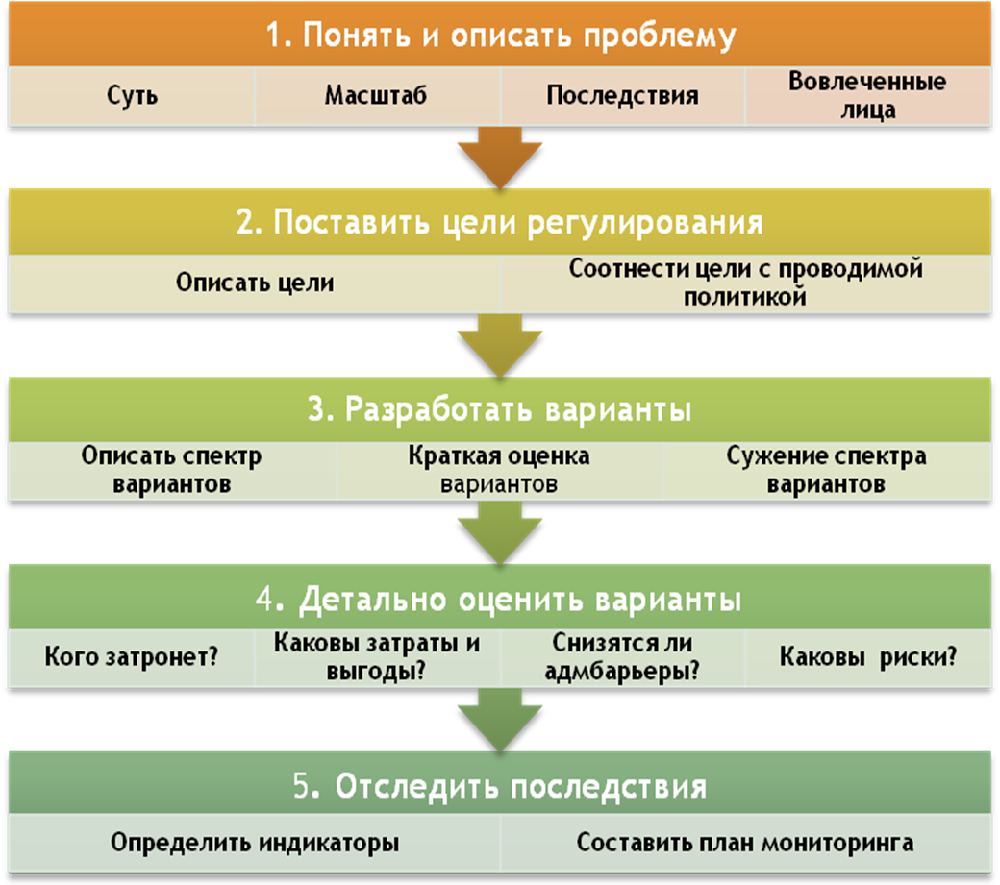 1. Понять и описать проблему
Суть
Масштаб
Последствия
Вовлеченные
лица
2. Поставить цели регулирования
Описать цели
Соотнести цели с проводимой
политикой
3. Разработать варианты
Описать спектр
вариантов
Краткая оценка
вариантов
Сужение спектра
вариантов
4. Детально оценить варианты
Кого затронет?
Каковы затраты и
выгоды?
Снизятся ли
адмбарьеры?
Каковы риски?
5. Отследить последствия
Определить индикаторы
Составить план мониторинга